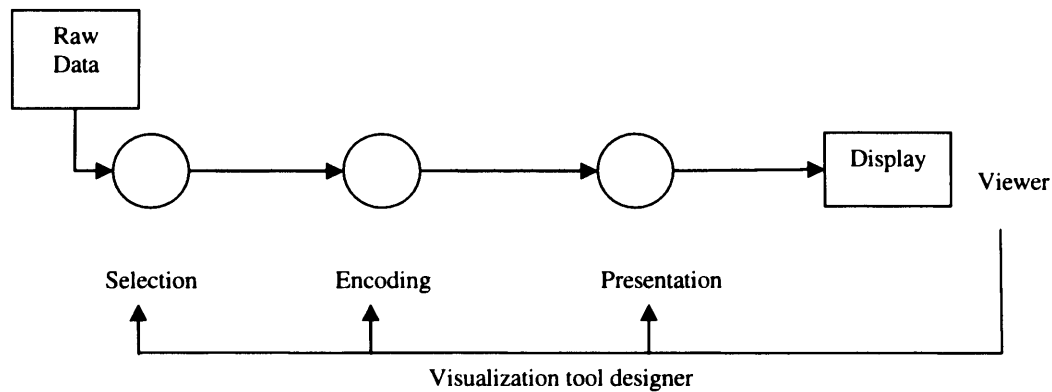 Raw
Data
Display
Viewer
Selection
Encoding
Presentation
Visualization tool designer